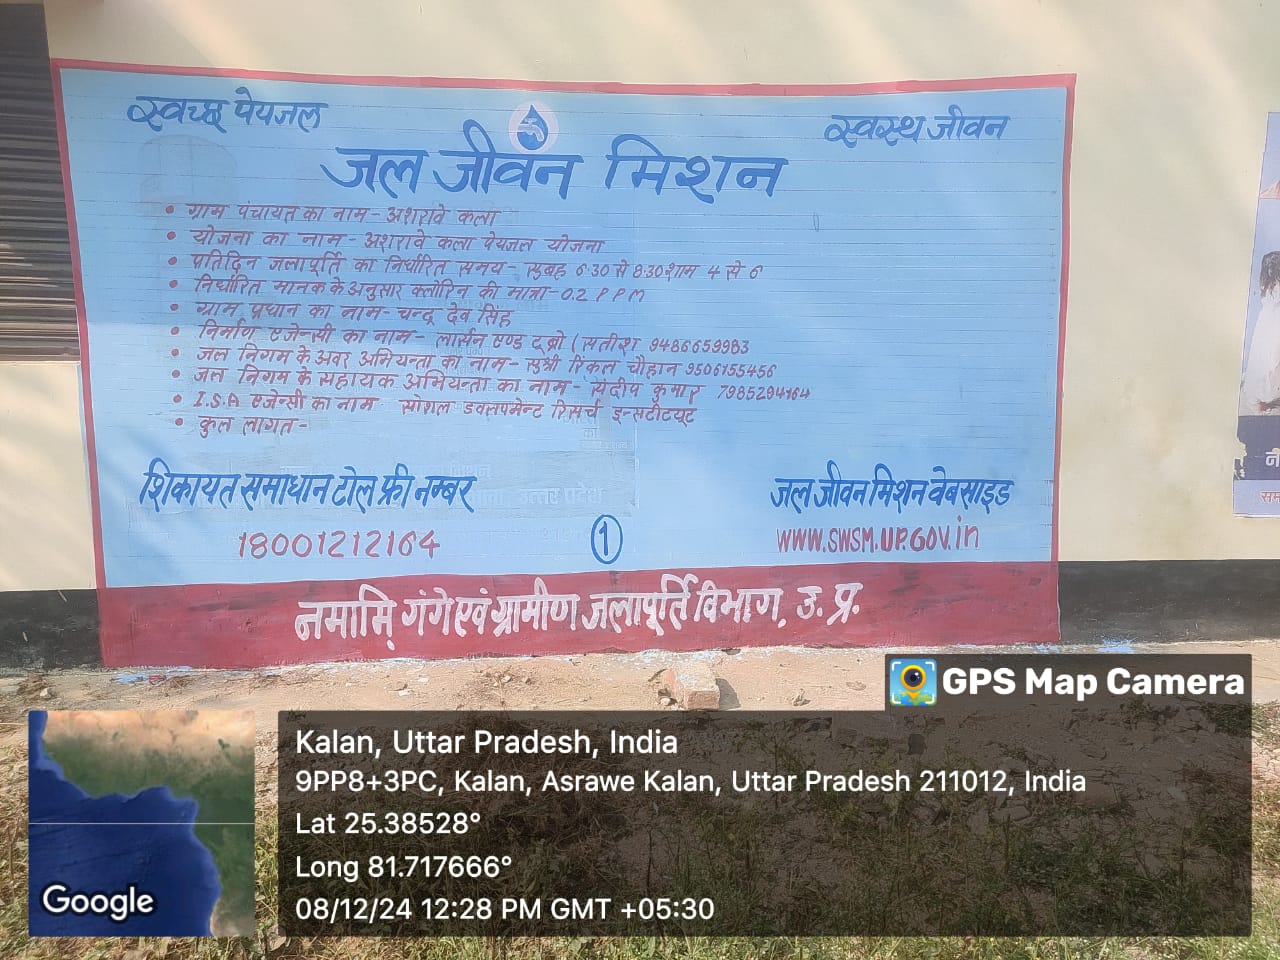 स्वच्छ पेयजल
स्वस्थ जीवन
जल जीवन मिशन
• ग्राम पंचायत का नाम - अशरावे कला
• योजना का नाम - अशरावे कला पेयजल योजना
• प्रतिदिन जलापूर्ति का निर्धारित समय - सुबह 6:30 से 8:30 शाम 4 से 6
• निर्धारित मानक के अनुसार क्लोरिन की मात्रा - 0.2 PPM
• ग्राम प्रधान का नाम - चन्द्र देव सिंह
• निर्माण एजेन्सी का नाम - लार्सन एण्ड टूब्रो (सतीश 9486659983
• जल निगम के अवर अभियन्ता का नाम - सुश्री रिंकल चौहान 9506155456
• जल निगम के सहायक अभियन्ता का नाम - संदीप कुमार 7985294164
• I.S.A एजेन्सी का नाम सोशल डवलपमेन्ट रिसर्च इन्सटीटयूट
• कुल लागत -
शिकायत समाधान टोल फ्री नम्बर
जल जीवन मिशन वेबसाइड
18001212164
1
WWW.SWSM.UP.GOV.in
नमामि गंगे एवं ग्रामीण जलापूर्ति विभाग, उ. प्र.
GPS Map Camera
Kalan, Uttar Pradesh, India
9PP8+3PC, Kalan, Asrawe Kalan, Uttar Pradesh 211012, India
Lat 25.38528°
Long 81.717666°
08/12/24 12:28 PM GMT +05:30
Google